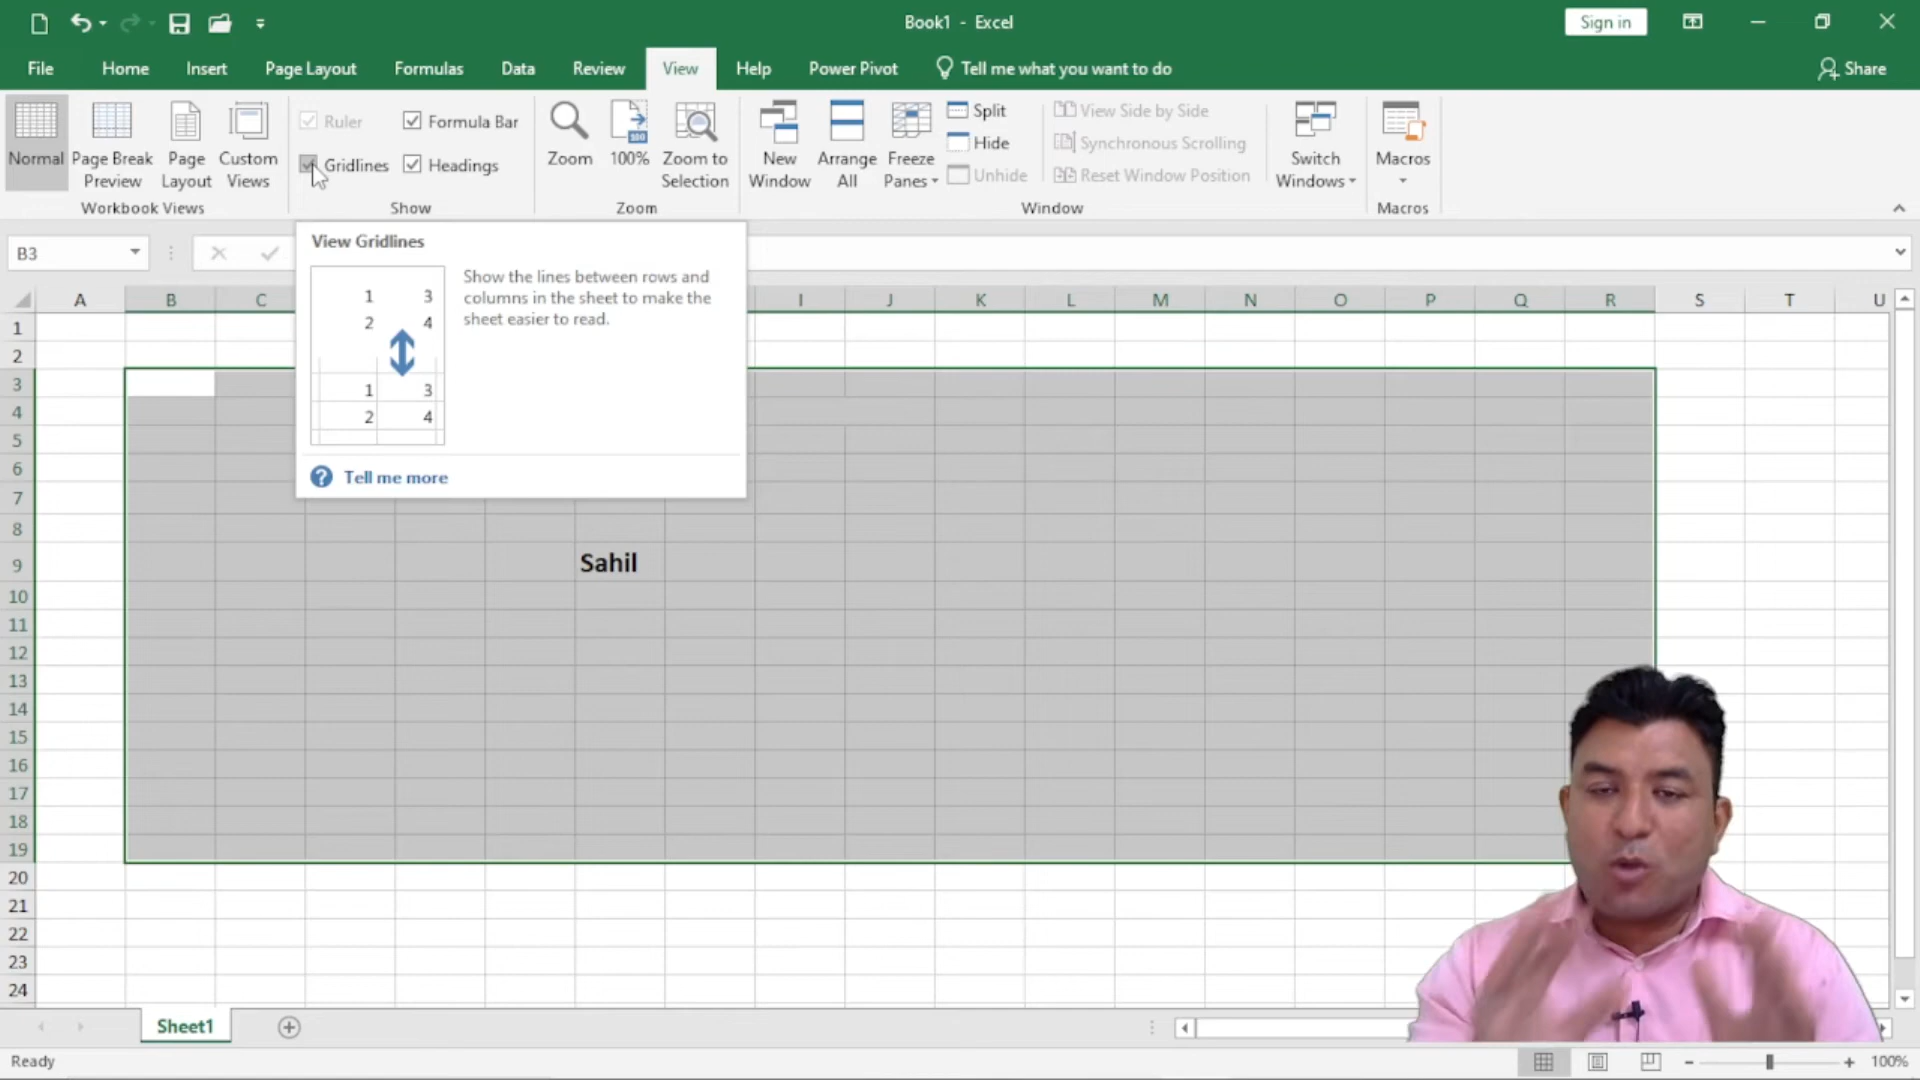 Book1 - Excel
Sign in
File Home Insert Page Layout Formulas Data Review View Help Power Pivot Tell me what you want to do Share
Normal
Page Break Preview
Page Layout
Custom Views
Workbook Views
Ruler
Formula Bar
Gridlines
Headings
Show
Zoom
100
100%
Zoom to Selection
Zoom
New Window
Arrange All
Freeze Panes
Split
Hide
Unhide
View Side by Side
Synchronous Scrolling
Reset Window Position
Window
Switch Windows
Macros
Macros
B3
View Gridlines
Show the lines between rows and
columns in the sheet to make the
sheet easier to read.
1 3
2 4
1 3
2 4
Tell me more
A B C I J K L M N O P Q R S T U
1
2
3
4
5
6
7
8
9 Sahil
10
11
12
13
14
15
16
17
18
19
20
21
22
23
24
Sheet1
Ready
100%